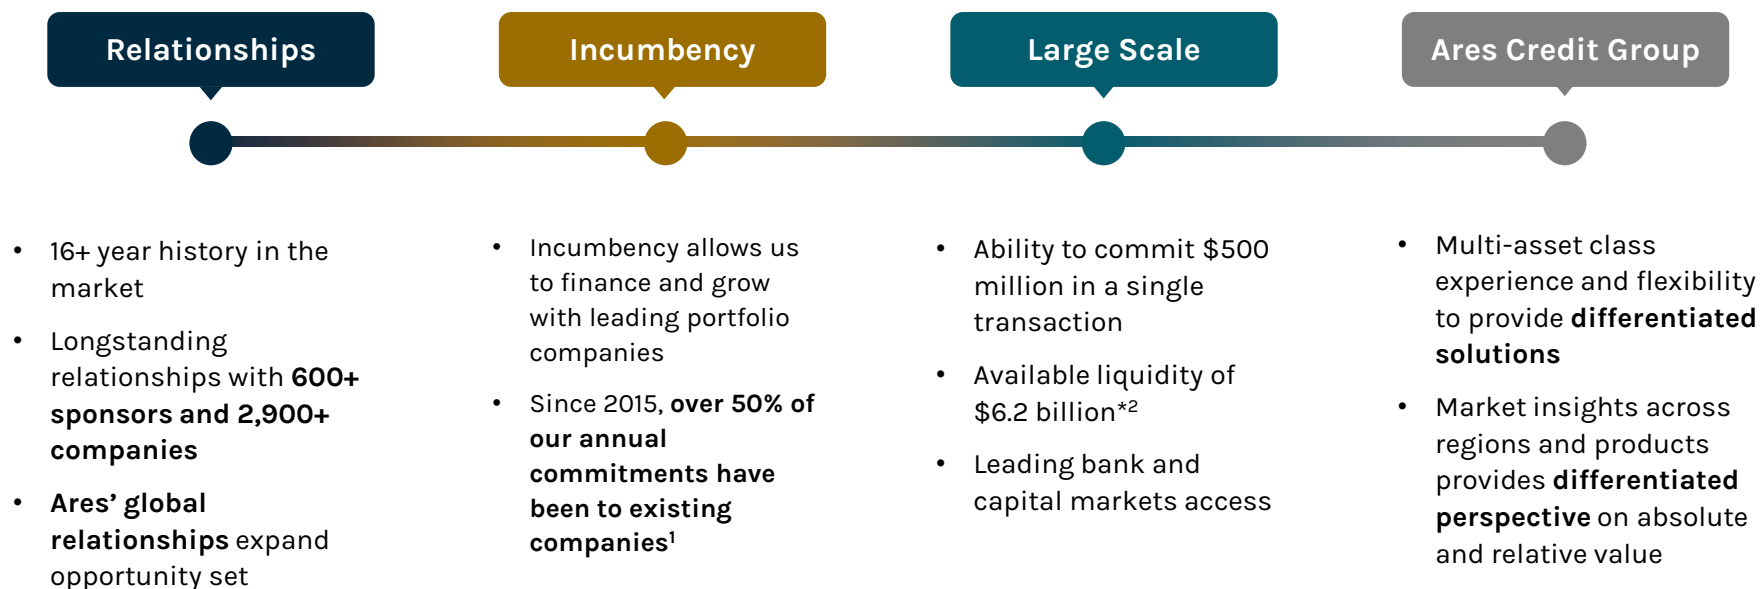 Relationships
• 16+ year history in the
market
• Longstanding
relationships with 600+
sponsors and 2,900+
companies
• Ares’ global
relationships expand
opportunity set
Incumbency
• Incumbency allows us
to finance and grow
with leading portfolio
companies
• Since 2015, over 50% of
our annual
commitments have
been to existing
companies¹
Large Scale
• Ability to commit $500
million in a single
transaction
• Available liquidity of
$6.2 billion*²
• Leading bank and
capital markets access
Ares Credit Group
• Multi-asset class
experience and flexibility
to provide differentiated
solutions
• Market insights across
regions and products
provides differentiated
perspective on absolute
and relative value